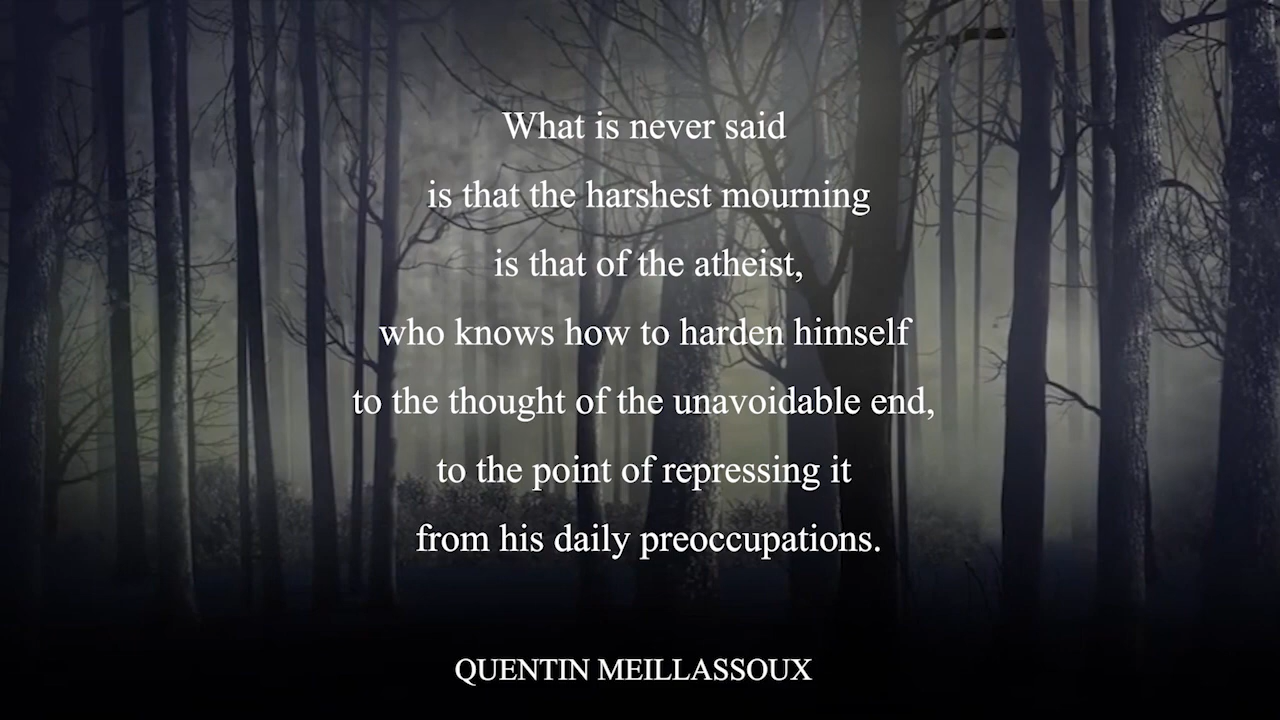 What is never said
is that the harshest mourning
is that of the atheist,
who knows how to harden himself
to the thought of the unavoidable end,
to the point of repressing it
from his daily preoccupations.
QUENTIN MEILLASSOUX